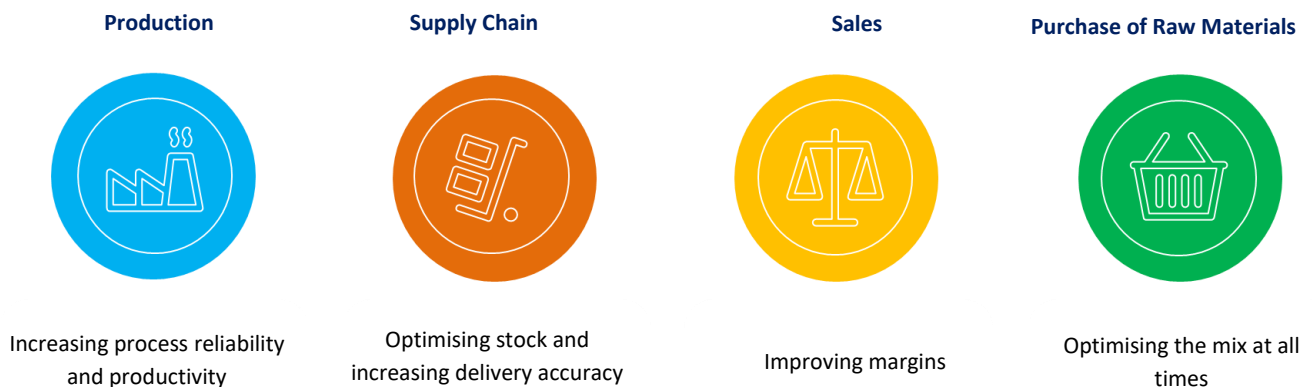 Production
Supply Chain
Sales
Purchase of Raw Materials
Increasing process reliability
and productivity
Optimising stock and
increasing delivery accuracy
Improving margins
Optimising the mix at all
times